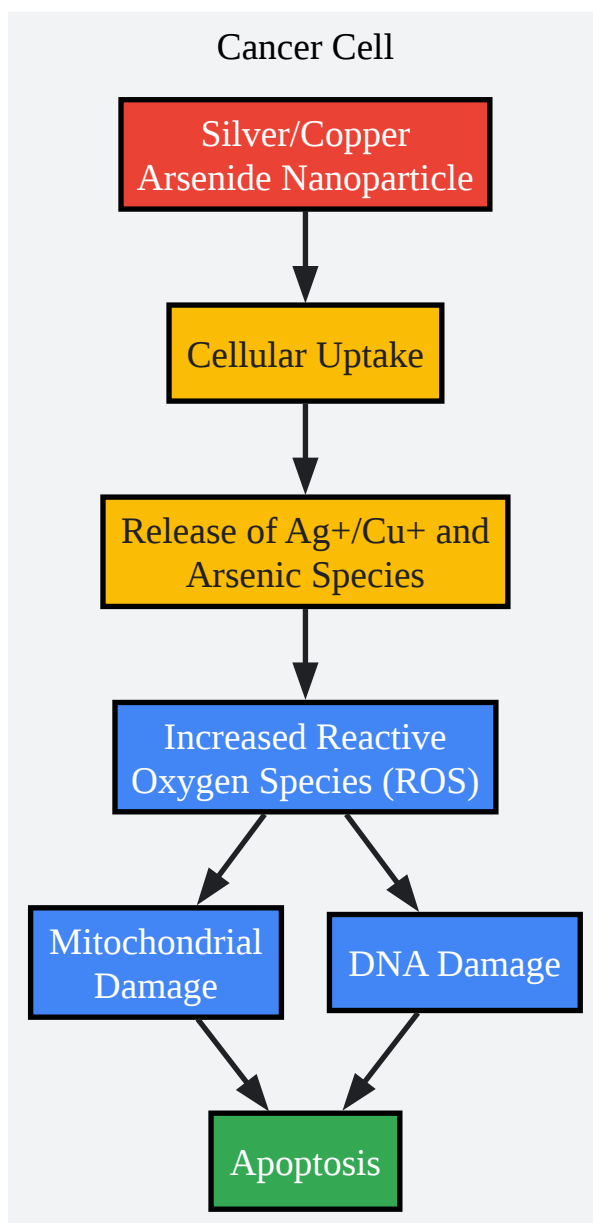 Cancer Cell
Silver/Copper
Arsenide Nanoparticle
Cellular Uptake
Release of Ag+/Cu+ and
Arsenic Species
Increased Reactive
Oxygen Species (ROS)
Mitochondrial
Damage
DNA Damage
Apoptosis